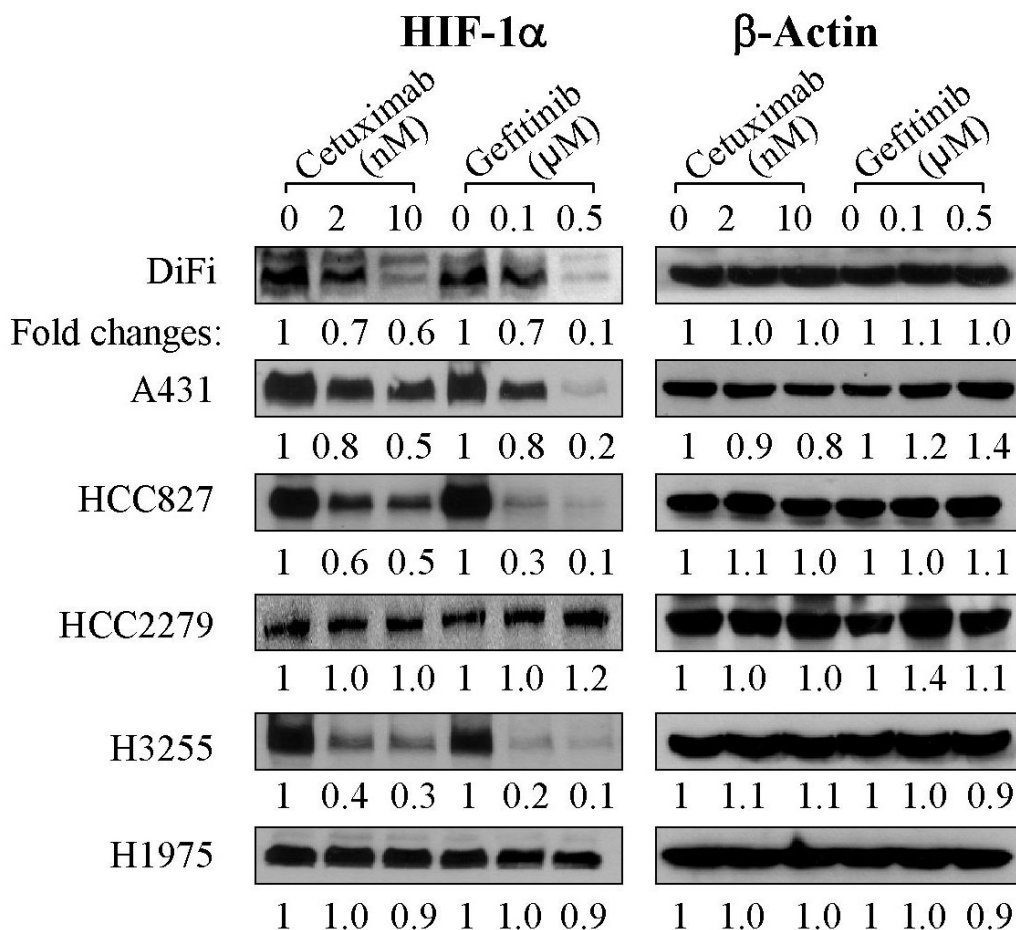 HIF-1α β-Actin
Cetuximab (nM) Gefitinib (μM) Cetuximab (nM) Gefitinib (μM)
0 2 10 0 0.1 0.5 0 2 10 0 0.1 0.5
DiFi
Fold changes: 1 0.7 0.6 1 0.7 0.1 1 1.0 1.0 1 1.1 1.0
A431
1 0.8 0.5 1 0.8 0.2 1 0.9 0.8 1 1.2 1.4
HCC827
1 0.6 0.5 1 0.3 0.1 1 1.1 1.0 1 1.0 1.1
HCC2279
1 1.0 1.0 1 1.0 1.2 1 1.0 1.0 1 1.4 1.1
H3255
1 0.4 0.3 1 0.2 0.1 1 1.1 1.1 1 1.0 0.9
H1975
1 1.0 0.9 1 1.0 0.9 1 1.0 1.0 1 1.0 0.9